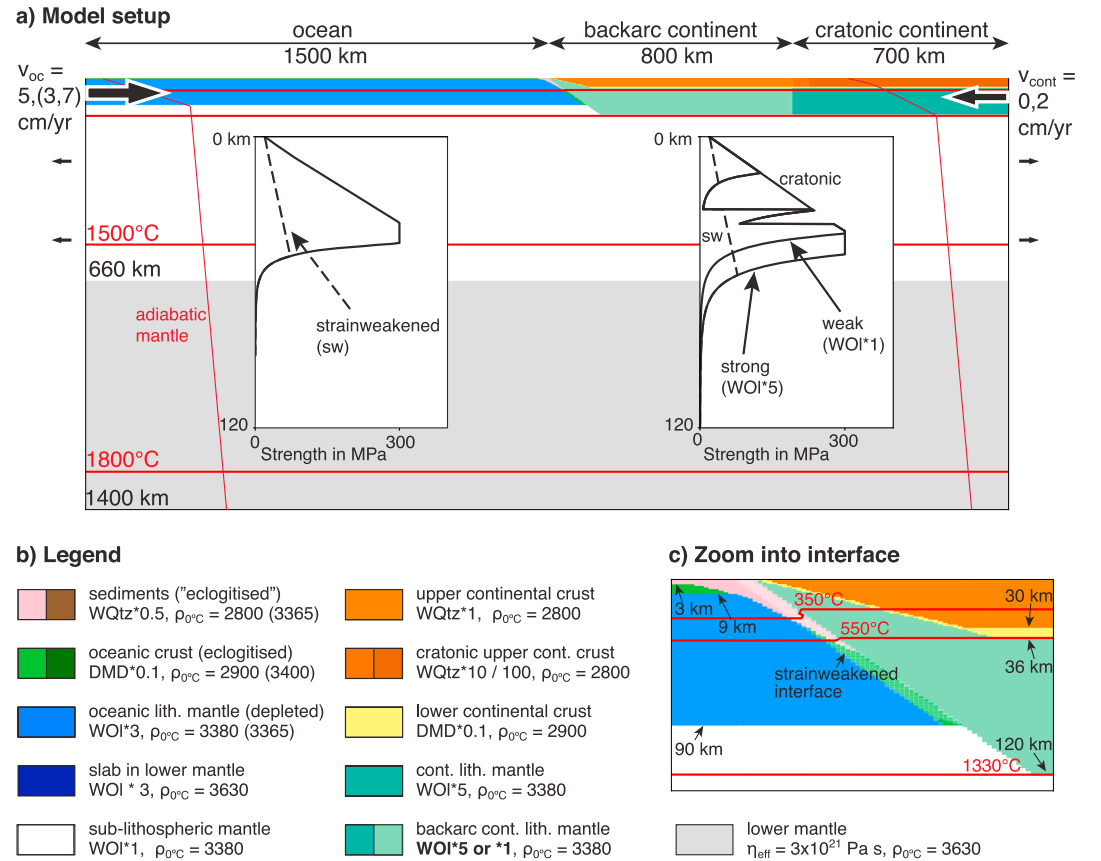 a) Model setup
ocean
backarc continent
cratonic continent
1500 km
800 km
700 km
v_oc =
5,(3,7)
cm/yr
v_cont =
0,2
cm/yr
0 km
strainweakened
(sw)
120
0
300
Strength in MPa
0 km
cratonic
sw
weak
(WOl*1)
strong
(WOl*5)
120
0
300
Strength in MPa
1500°C
660 km
adiabatic
mantle
1800°C
1400 km
b) Legend
sediments ("eclogitised")
WQtz*0.5, ρ0°C = 2800 (3365)
oceanic crust (eclogitised)
DMD*0.1, ρ0°C = 2900 (3400)
oceanic lith. mantle (depleted)
WOl*3, ρ0°C = 3380 (3365)
slab in lower mantle
WOl * 3, ρ0°C = 3630
sub-lithospheric mantle
WOl*1, ρ0°C = 3380
upper continental crust
WQtz*1, ρ0°C = 2800
cratonic upper cont. crust
WQtz*10 / 100, ρ0°C = 2800
lower continental crust
DMD*0.1, ρ0°C = 2900
cont. lith. mantle
WOl*5, ρ0°C = 3380
backarc cont. lith. mantle
WOl*5 or *1, ρ0°C = 3380
c) Zoom into interface
3 km
9 km
350°C
30 km
550°C
36 km
strainweakened
interface
90 km
120 km
1330°C
lower mantle
ηeff = 3x10²¹ Pa s, ρ0°C = 3630